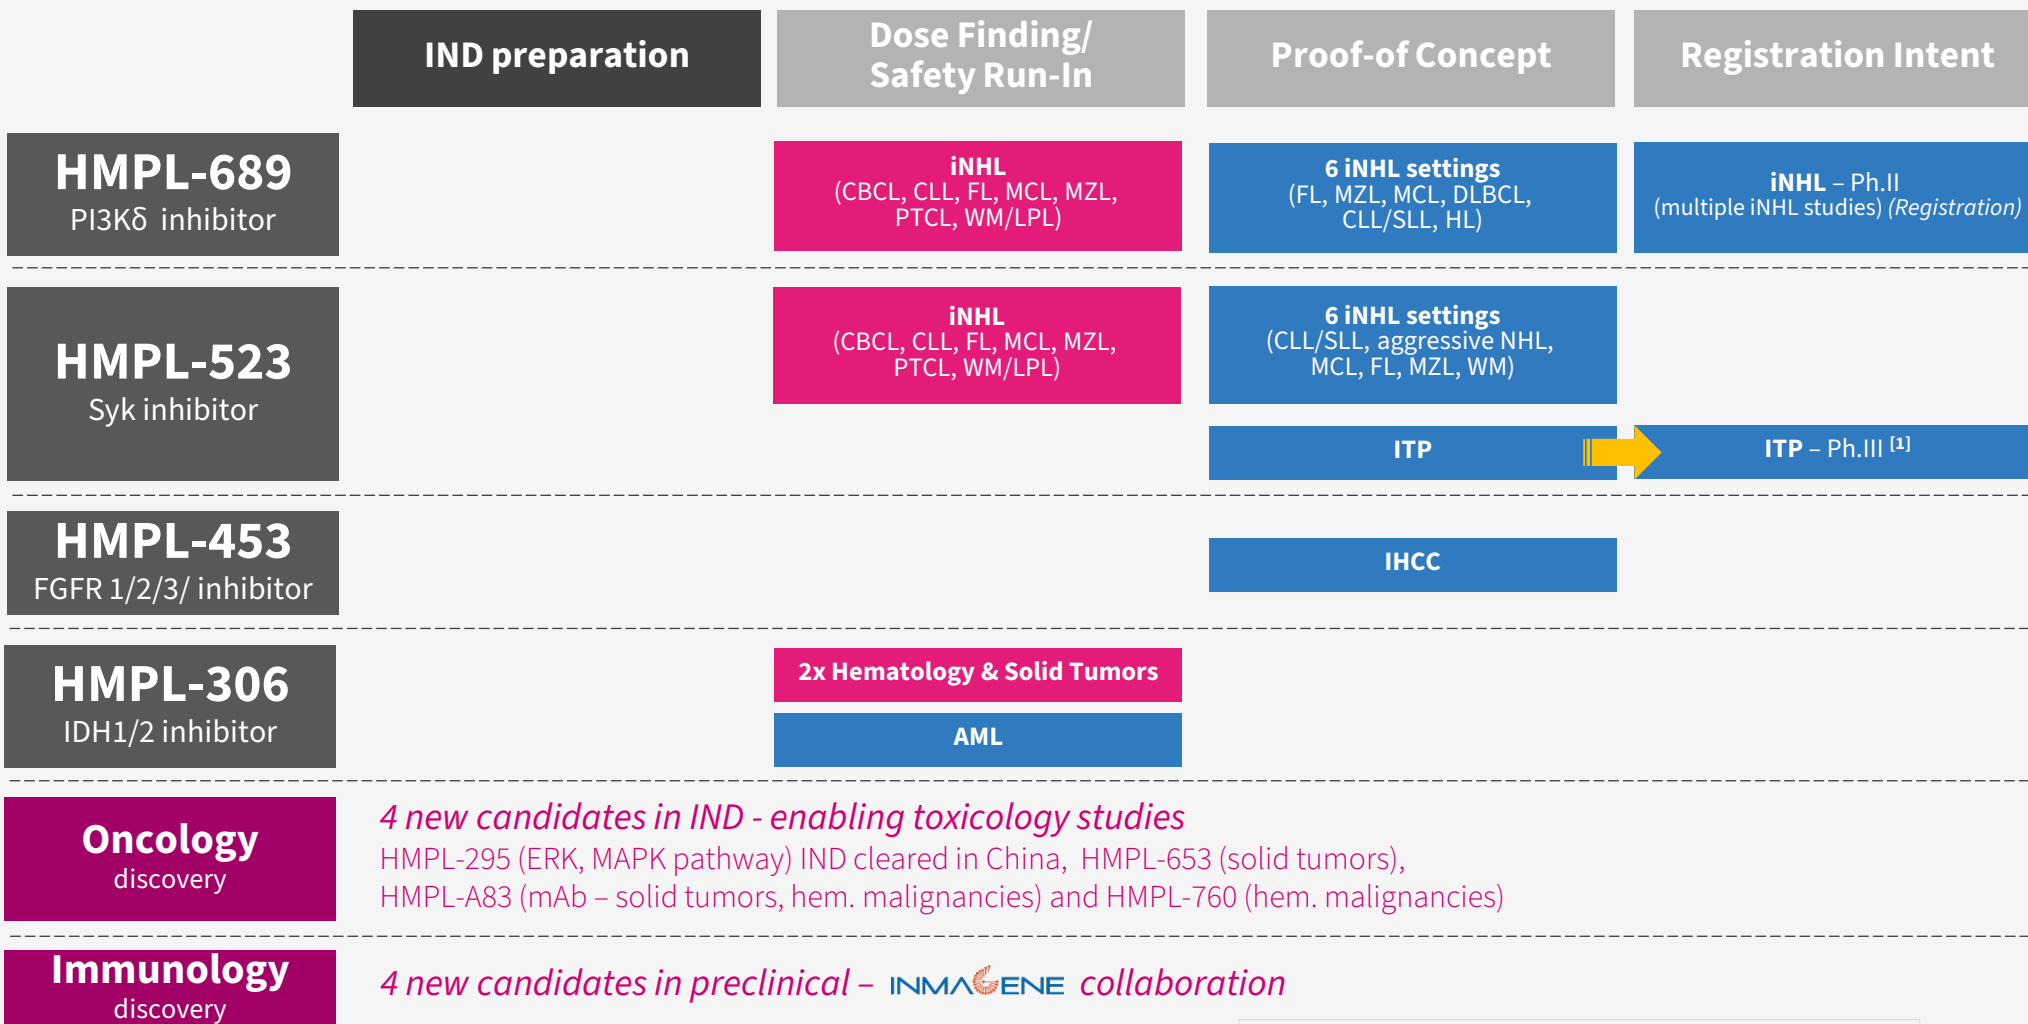 IND preparation
Dose Finding/
Safety Run-In
Proof-of Concept
Registration Intent
HMPL-689
PI3Kδ inhibitor
iNHL
(CBCL, CLL, FL, MCL, MZL,
PTCL, WM/LPL)
6 iNHL settings
(FL, MZL, MCL, DLBCL,
CLL/SLL, HL)
iNHL – Ph.II
(multiple iNHL studies) (Registration)
HMPL-523
Syk inhibitor
iNHL
(CBCL, CLL, FL, MCL, MZL,
PTCL, WM/LPL)
6 iNHL settings
(CLL/SLL, aggressive NHL,
MCL, FL, MZL, WM)
ITP
ITP – Ph.III [1]
HMPL-453
FGFR 1/2/3/ inhibitor
IHCC
HMPL-306
IDH1/2 inhibitor
2x Hematology & Solid Tumors
AML
Oncology
discovery
4 new candidates in IND - enabling toxicology studies
HMPL-295 (ERK, MAPK pathway) IND cleared in China, HMPL-653 (solid tumors),
HMPL-A83 (mAb – solid tumors, hem. malignancies) and HMPL-760 (hem. malignancies)
Immunology
discovery
4 new candidates in preclinical – INMAGENE collaboration